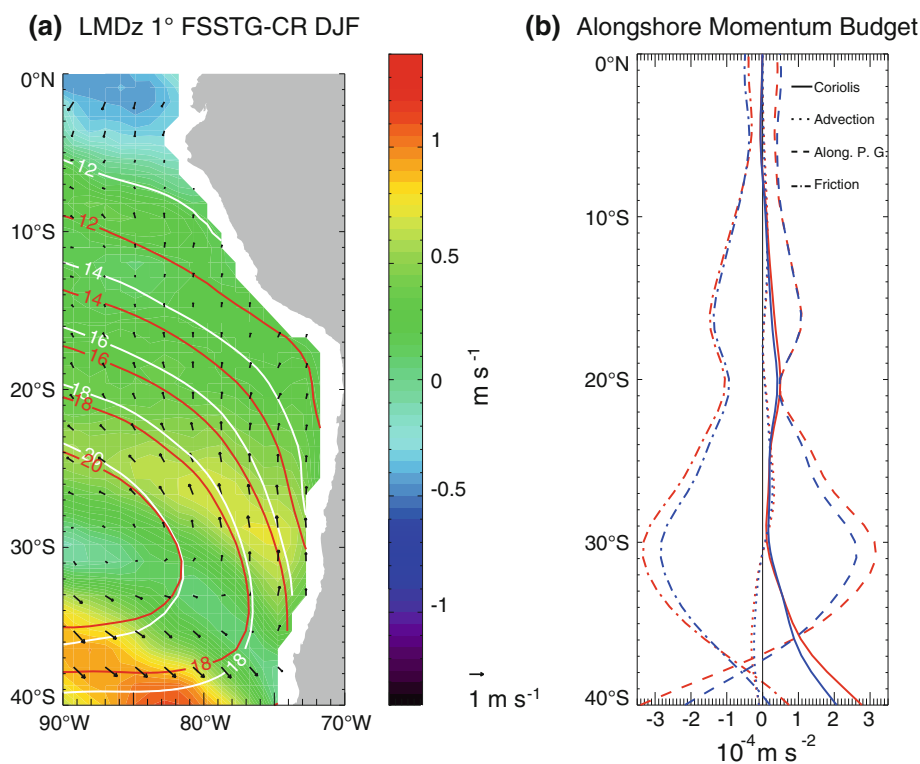 (a) LMDz 1° FSSTG-CR DJF
0°N
10°S
20°S
30°S
40°S
90°W
80°W
70°W
12
12
14
14
16
16
18
18
20
20
18
18
1
0.5
0
-0.5
-1
m s-1
1 m s-1
(b) Alongshore Momentum Budget
0°N
10°S
20°S
30°S
40°S
Coriolis
Advection
Along. P. G:
Friction
-3
-2
-1
0
1
2
3
10-4m s-2